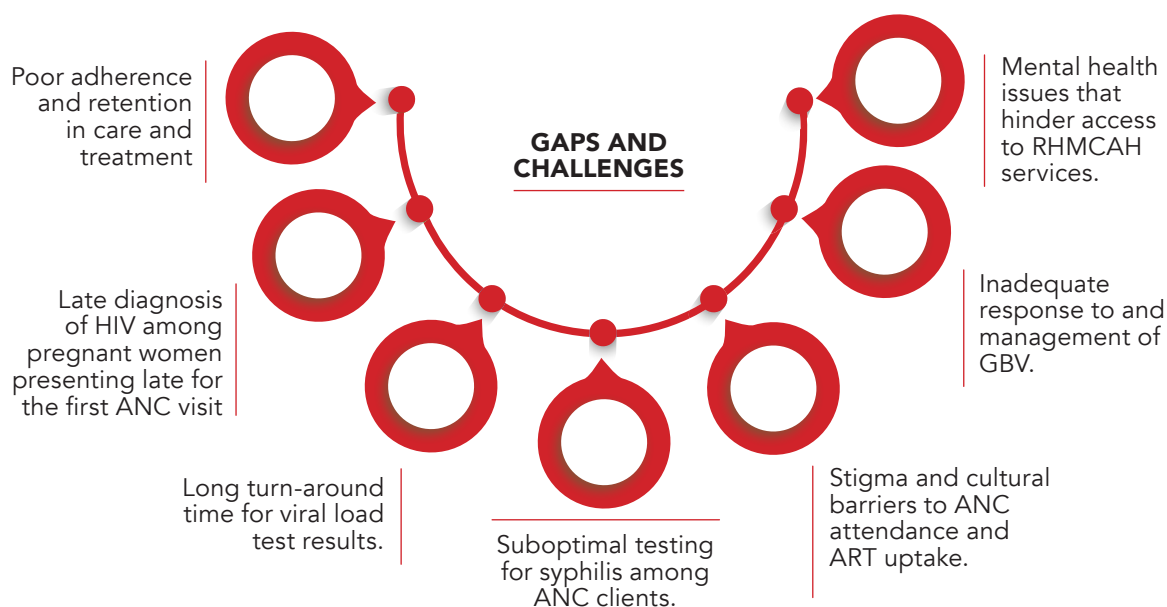 GAPS AND
CHALLENGES
Poor adherence
and retention
in care and
treatment
Late diagnosis
of HIV among
pregnant women
presenting late for
the first ANC visit
Long turn-around
time for viral load
test results.
Suboptimal testing
for syphilis among
ANC clients.
Stigma and cultural
barriers to ANC
attendance and
ART uptake.
Inadequate
response to and
management of
GBV.
Mental health
issues that
hinder access
to RHMCAH
services.